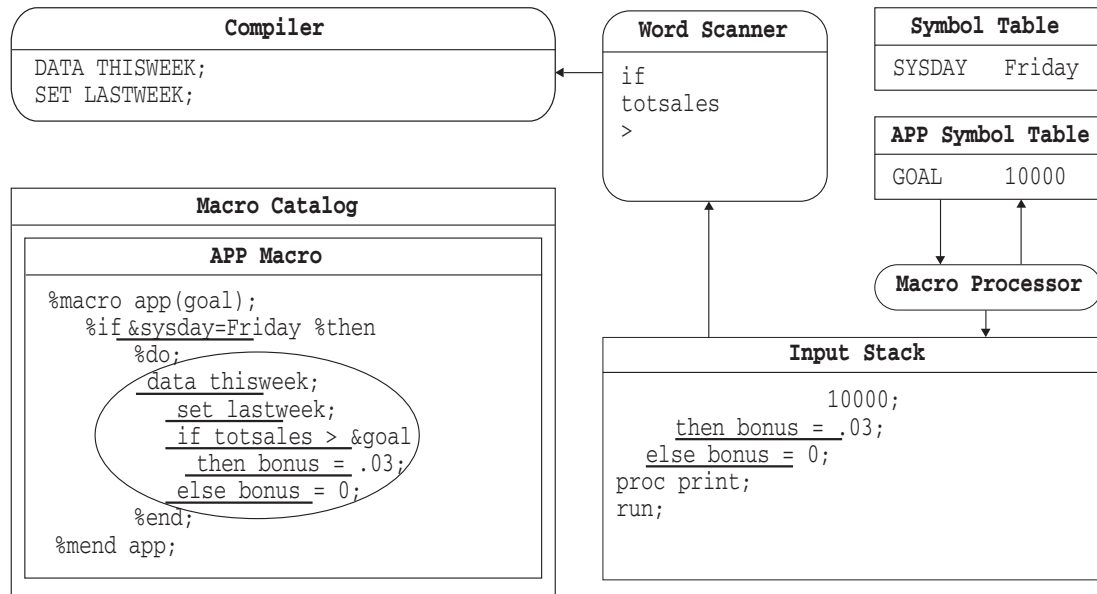 Compiler
DATA THISWEEK;
SET LASTWEEK;
Word Scanner
if
totsales
>
Symbol Table
SYSDAY Friday
APP Symbol Table
GOAL 10000
Macro Processor
Macro Catalog
APP Macro
%macro app(goal);
%if &sysday=Friday %then
%do;
data thisweek;
set lastweek;
if totsales > &goal
then bonus = .03;
else bonus = 0;
%end;
%mend app;
Input Stack
10000;
then bonus = .03;
else bonus = 0;
proc print;
run;